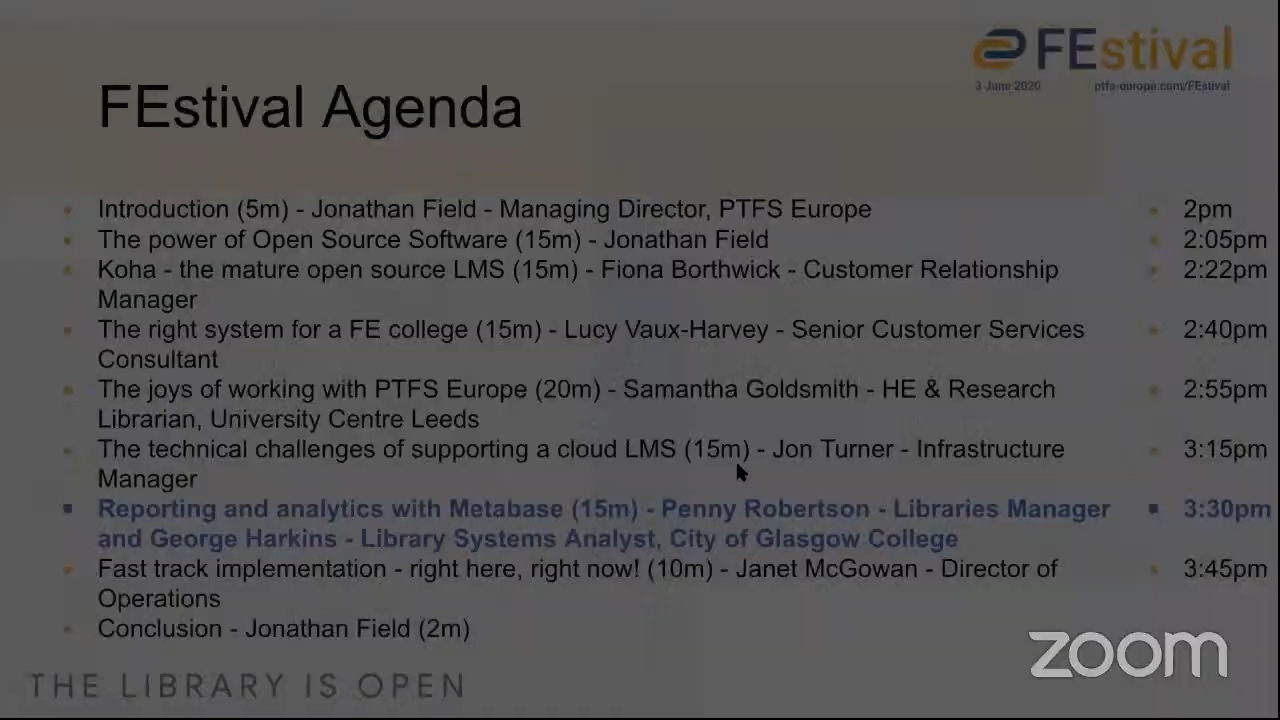 FEstival
3 June 2020 ptfs-europe.com/FEstival
FEstival Agenda
Introduction (5m) - Jonathan Field - Managing Director, PTFS Europe 2pm
The power of Open Source Software (15m) - Jonathan Field 2:05pm
Koha - the mature open source LMS (15m) - Fiona Borthwick - Customer Relationship 2:22pm
Manager
The right system for a FE college (15m) - Lucy Vaux-Harvey - Senior Customer Services 2:40pm
Consultant
The joys of working with PTFS Europe (20m) - Samantha Goldsmith - HE & Research 2:55pm
Librarian, University Centre Leeds
The technical challenges of supporting a cloud LMS (15m) - Jon Turner - Infrastructure 3:15pm
Manager
Reporting and analytics with Metabase (15m) - Penny Robertson - Libraries Manager 3:30pm
and George Harkins - Library Systems Analyst, City of Glasgow College
Fast track implementation - right here, right now! (10m) - Janet McGowan - Director of 3:45pm
Operations
Conclusion - Jonathan Field (2m)
zoom
THE LIBRARY IS OPEN